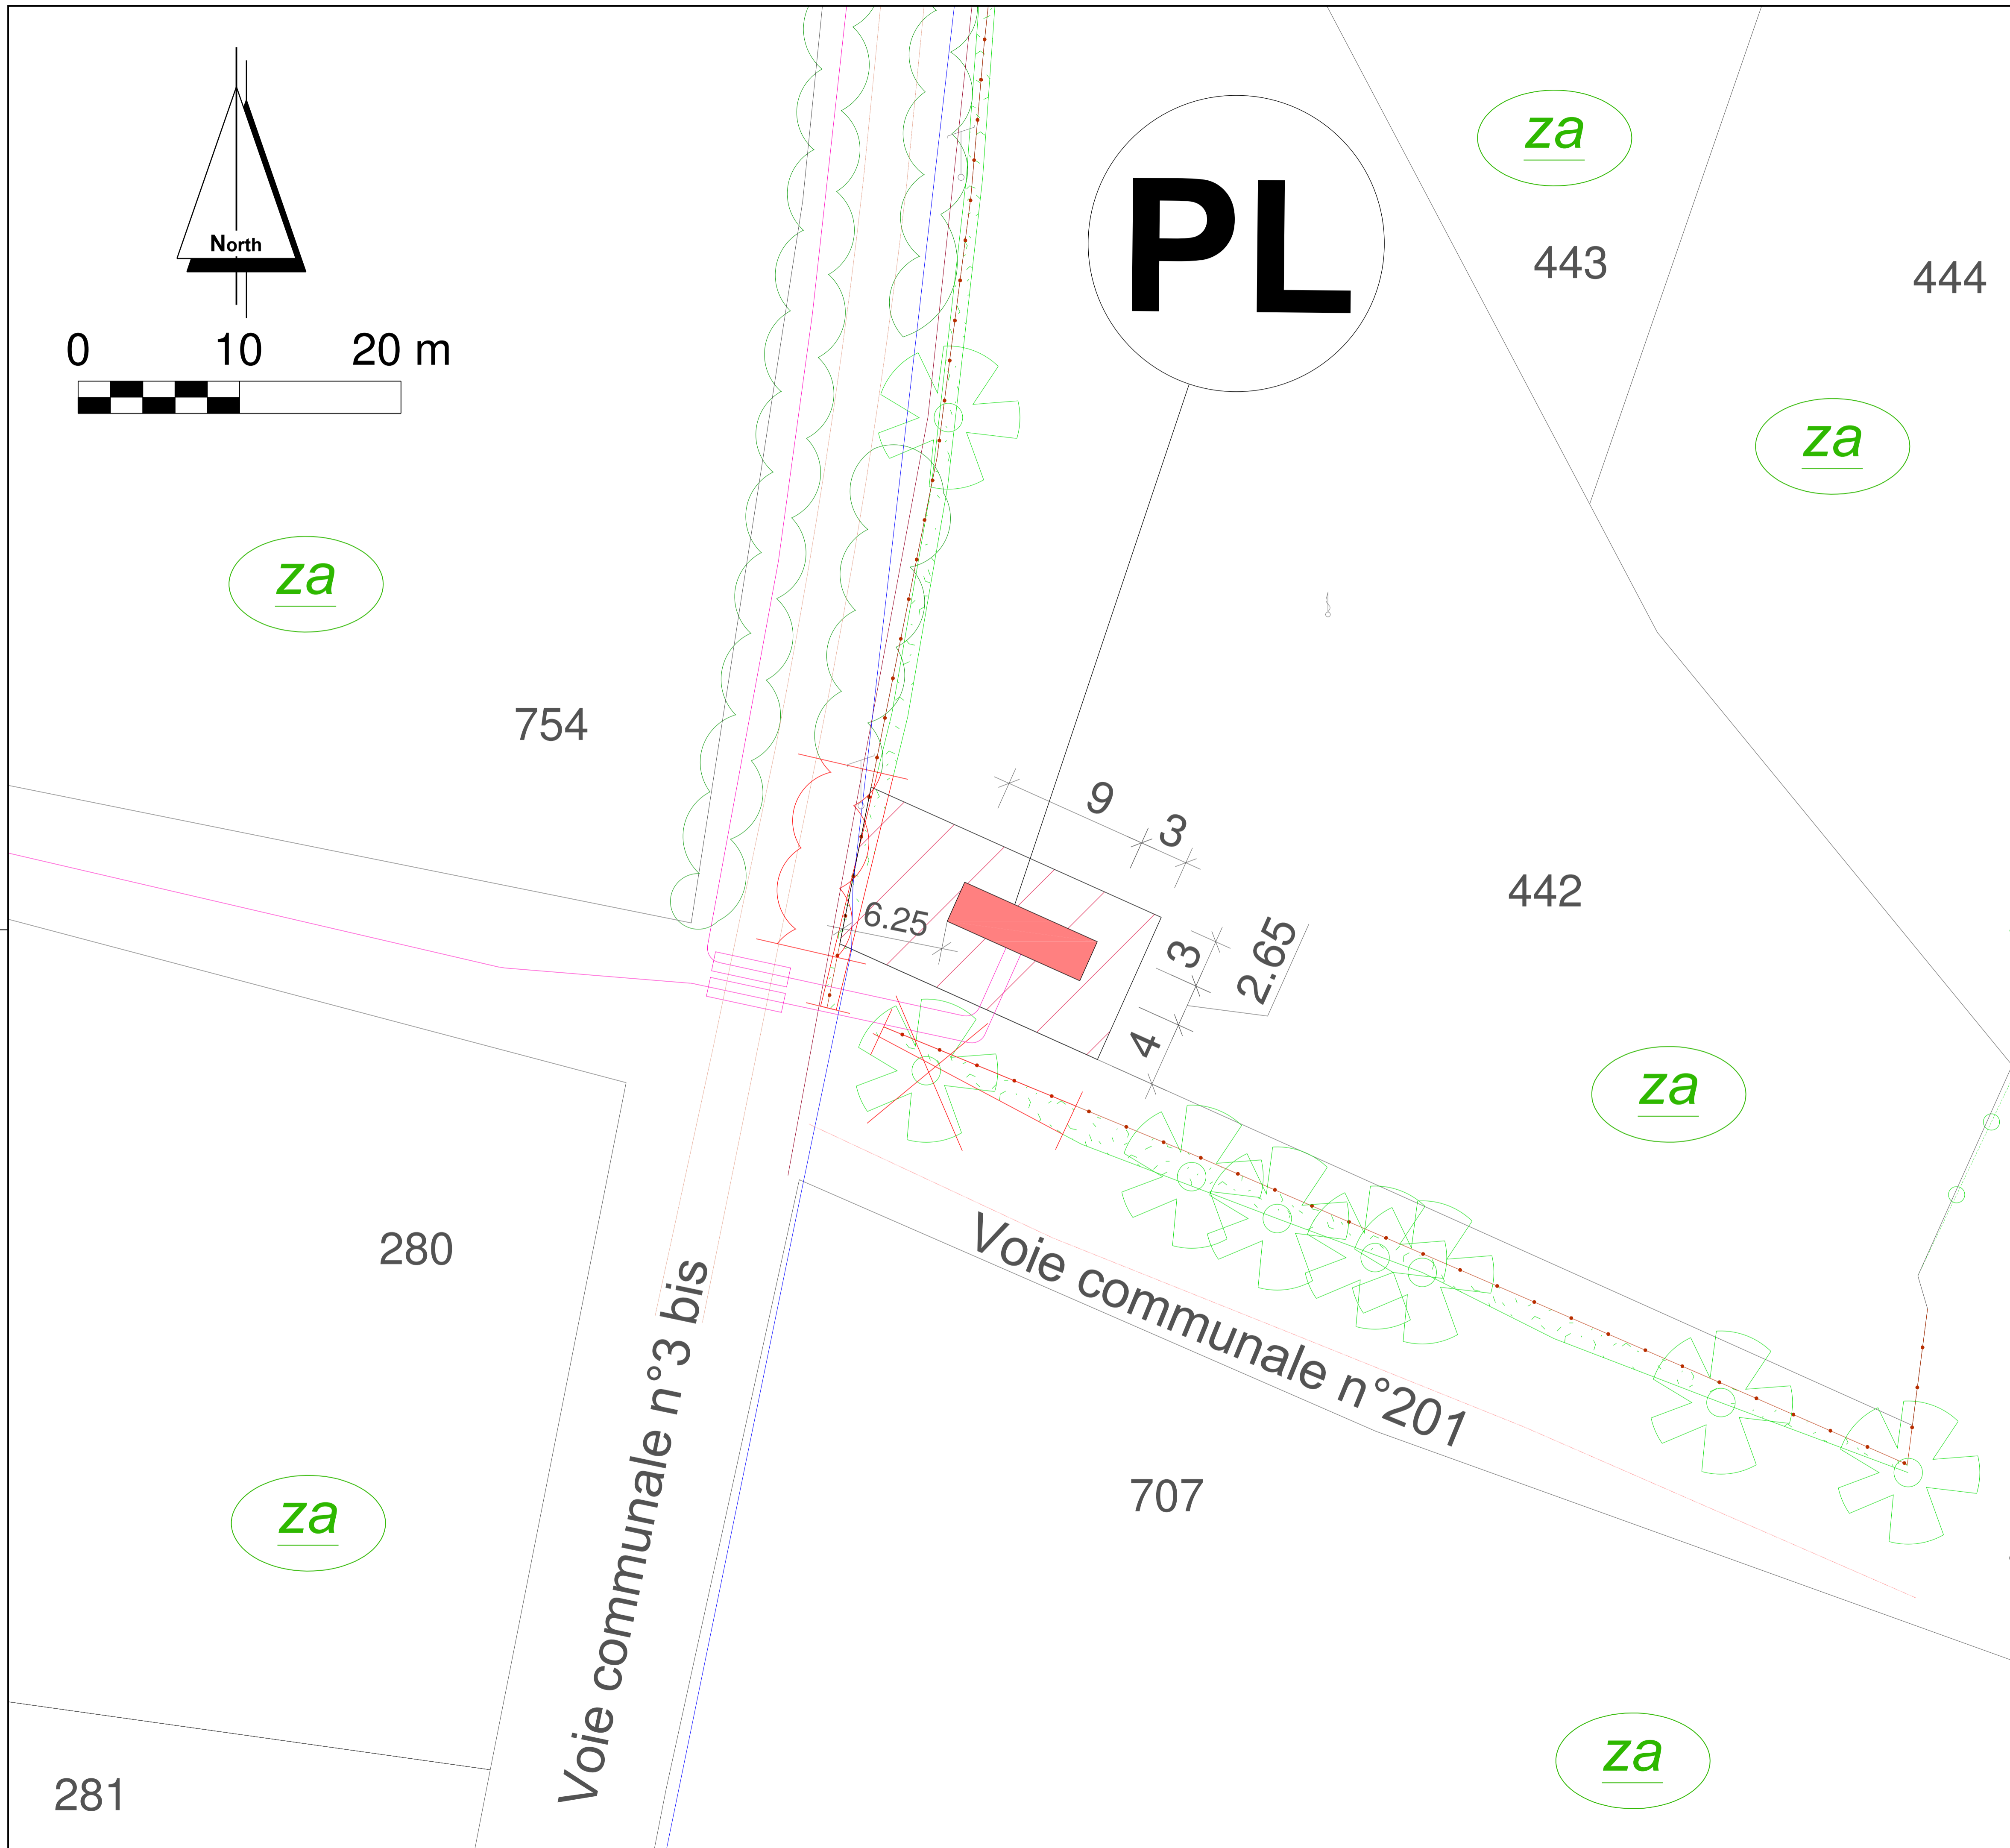 North
0 10 20 m
PL
za
443
444
za
za
754
9
3
442
6.25
3
2.65
4
za
280
Voie communale n°3 bis
Voie communale n°201
707
za
za
281